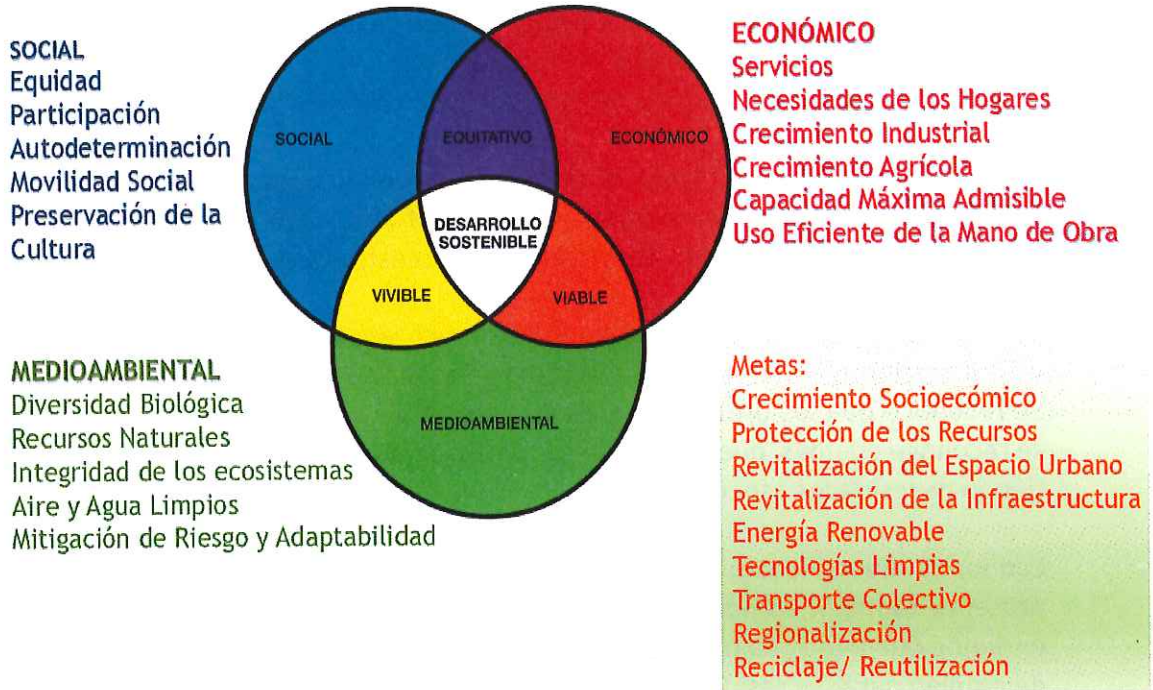 SOCIAL
Equidad
Participación
Autodeterminación
Movilidad Social
Preservación de la
Cultura
SOCIAL
EQUITATIVO
ECONÓMICO
DESARROLLO
SOSTENIBLE
VIVIBLE
VIABLE
MEDIOAMBIENTAL
ECONÓMICO
Servicios
Necesidades de los Hogares
Crecimiento Industrial
Crecimiento Agrícola
Capacidad Máxima Admisible
Uso Eficiente de la Mano de Obra
MEDIOAMBIENTAL
Diversidad Biológica
Recursos Naturales
Integridad de los ecosistemas
Aire y Agua Limpios
Mitigación de Riesgo y Adaptabilidad
Metas:
Crecimiento Socioecómico
Protección de los Recursos
Revitalización del Espacio Urbano
Revitalización de la Infraestructura
Energía Renovable
Tecnologías Limpias
Transporte Colectivo
Regionalización
Reciclaje/ Reutilización